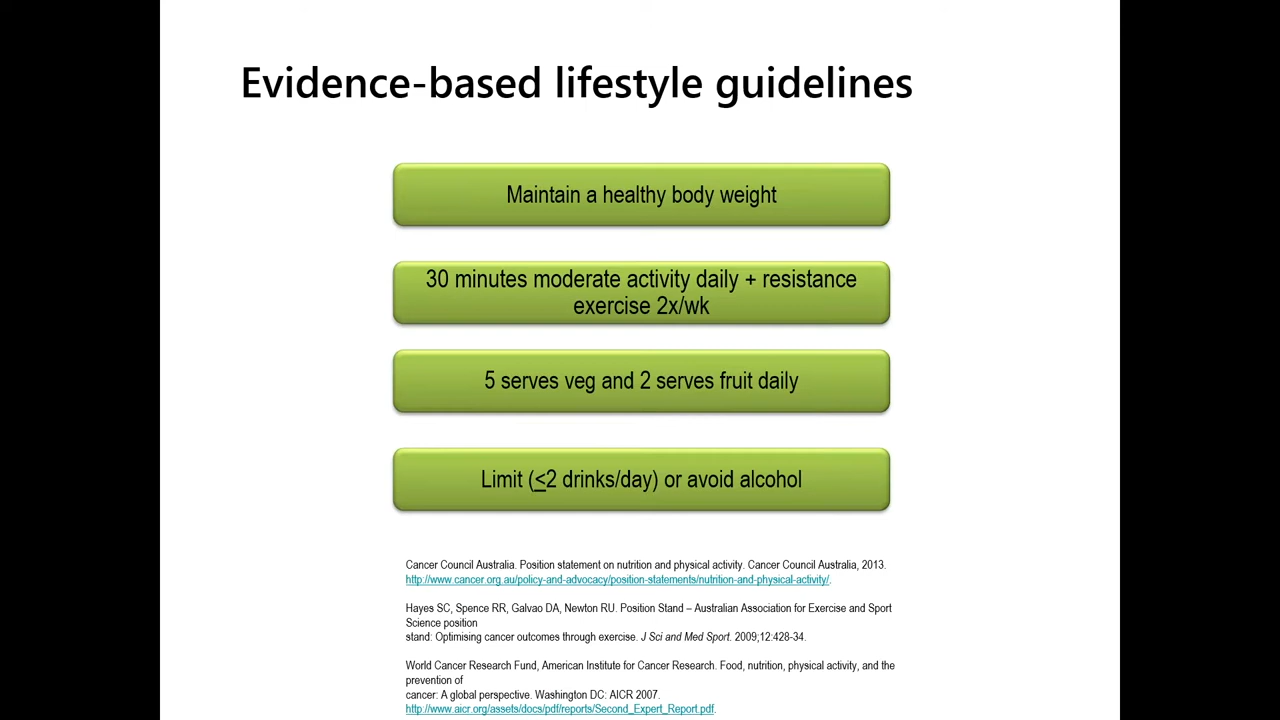 Evidence-based lifestyle guidelines
Maintain a healthy body weight
30 minutes moderate activity daily + resistance
exercise 2x/wk
5 serves veg and 2 serves fruit daily
Limit (<2 drinks/day) or avoid alcohol
Cancer Council Australia. Position statement on nutrition and physical activity. Cancer Council Australia, 2013.
http://www.cancer.org.au/policy-and-advocacy/position-statements/nutrition-and-physical-activity/.
Hayes SC, Spence RR, Galvao DA, Newton RU. Position Stand – Australian Association for Exercise and Sport
Science position
stand: Optimising cancer outcomes through exercise. J Sci and Med Sport. 2009;12:428-34.
World Cancer Research Fund, American Institute for Cancer Research. Food, nutrition, physical activity, and the
prevention of
cancer: A global perspective. Washington DC: AICR 2007.
http://www.aicr.org/assets/docs/pdf/reports/Second_Expert_Report.pdf.